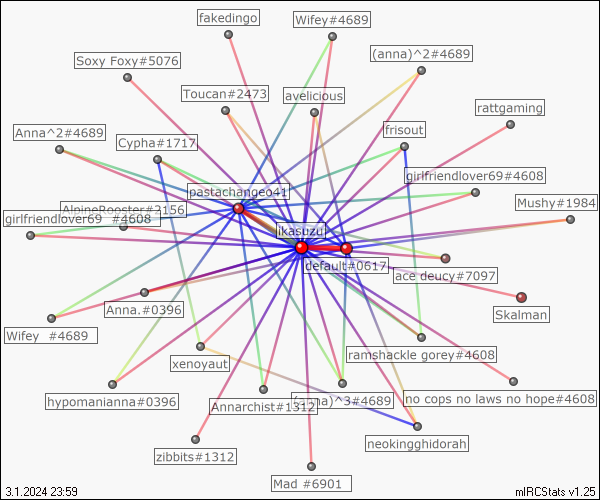 fakedingo
Wifey#4689
(anna)^2#4689
Soxy Foxy#5076
Toucan#2473
avelicious
rattgaming
Anna^2#4689
Cypha#1717
frisout
girlfriendlover69#4608
pastachangeo41
AlpineRooster#2156
Mushy#1984
girlfriendlover69 #4608
ikasuzu
default#0617
ace deucy#7097
Anna.#0396
Skalman
Wifey #4689
ramshackle gorey#4608
xenoyaut
hypomanianna#0396
Annarchist#1312
(anna)^3#4689
no cops no laws no hope#4608
neokingghidorah
zibbits#1312
Mad #6901
3.1.2024 23:59
mIRCStats v1.25